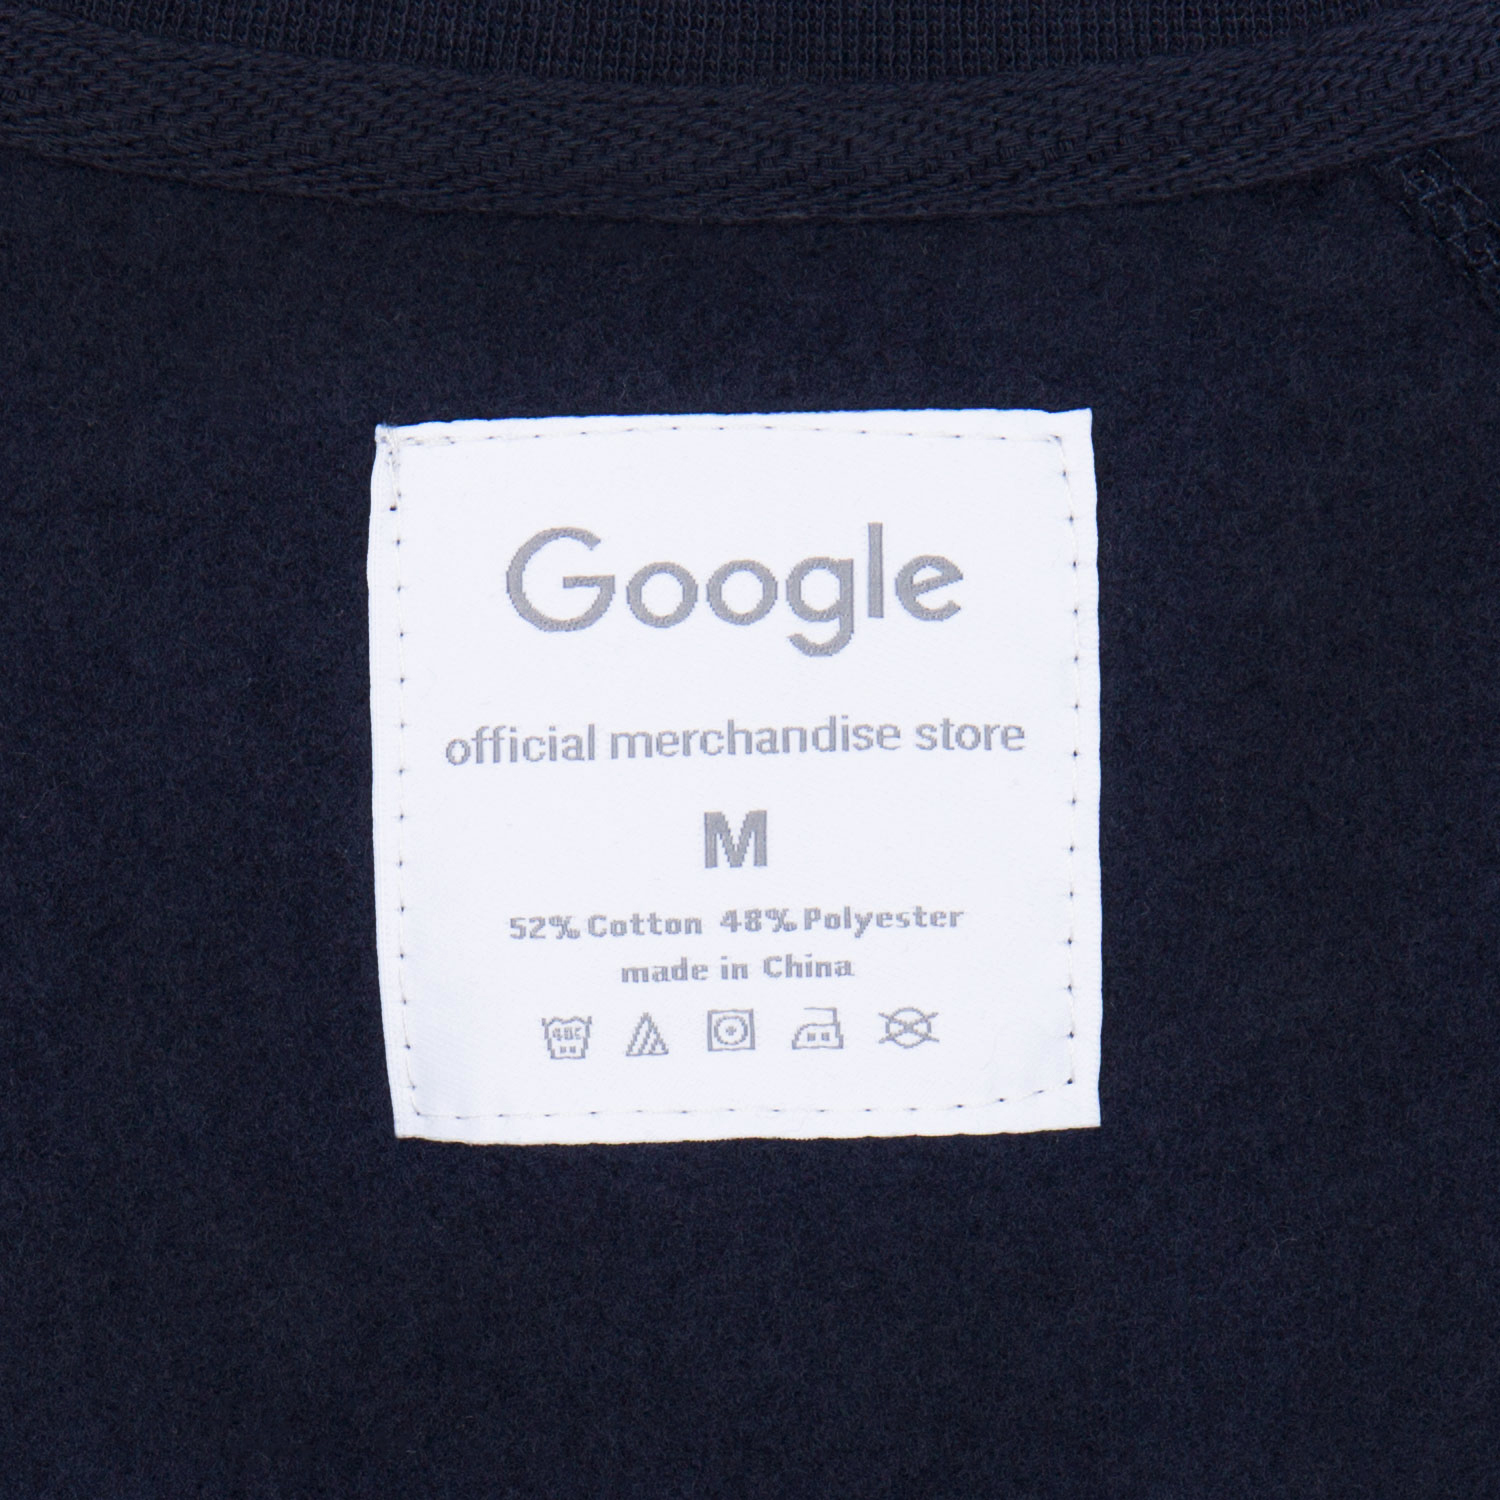 Google
official merchandise store
M
52% Cotton 48% Polyester
made in China